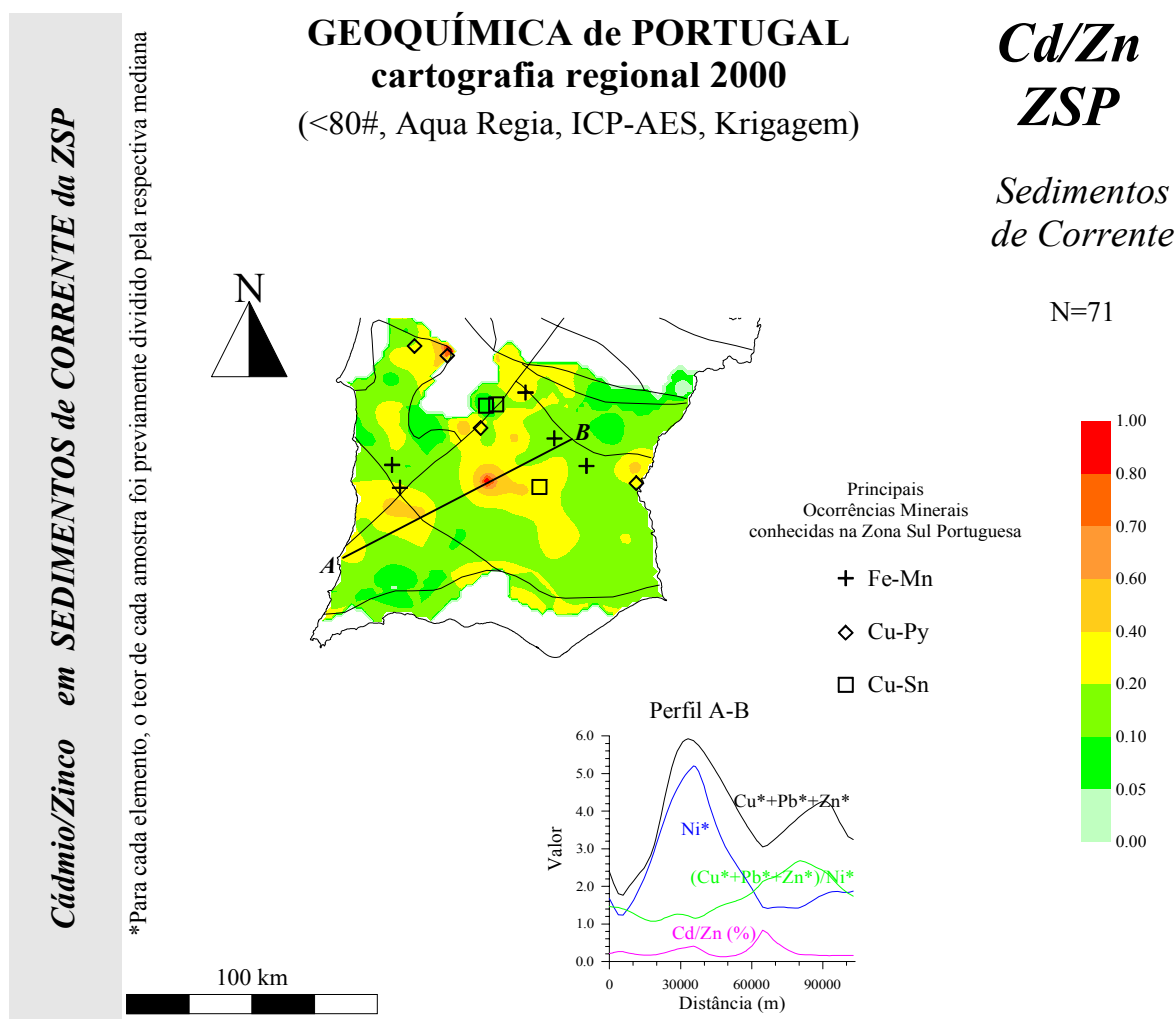 Cádmio/Zinco em SEDIMENTOS de CORRENTE da ZSP
*Para cada elemento, o teor de cada amostra foi previamente dividido pela respectiva mediana
GEOQUÍMICA de PORTUGAL
cartografia regional 2000
(<80#, Aqua Regia, ICP-AES, Krigagem)
Cd/Zn
ZSP
Sedimentos
de Corrente
N=71
N
A
B
Principais
Ocorrências Minerais
conhecidas na Zona Sul Portuguesa
Fe-Mn
Cu-Py
Cu-Sn
1.00
0.80
0.70
0.60
0.40
0.20
0.10
0.05
0.00
Perfil A-B
Valor
6.0
5.0
4.0
3.0
2.0
1.0
0.0
Cu*+Pb*+Zn*
Ni*
(Cu*+Pb*+Zn*)/Ni*
Cd/Zn (%)
0 30000 60000 90000
Distância (m)
100 km